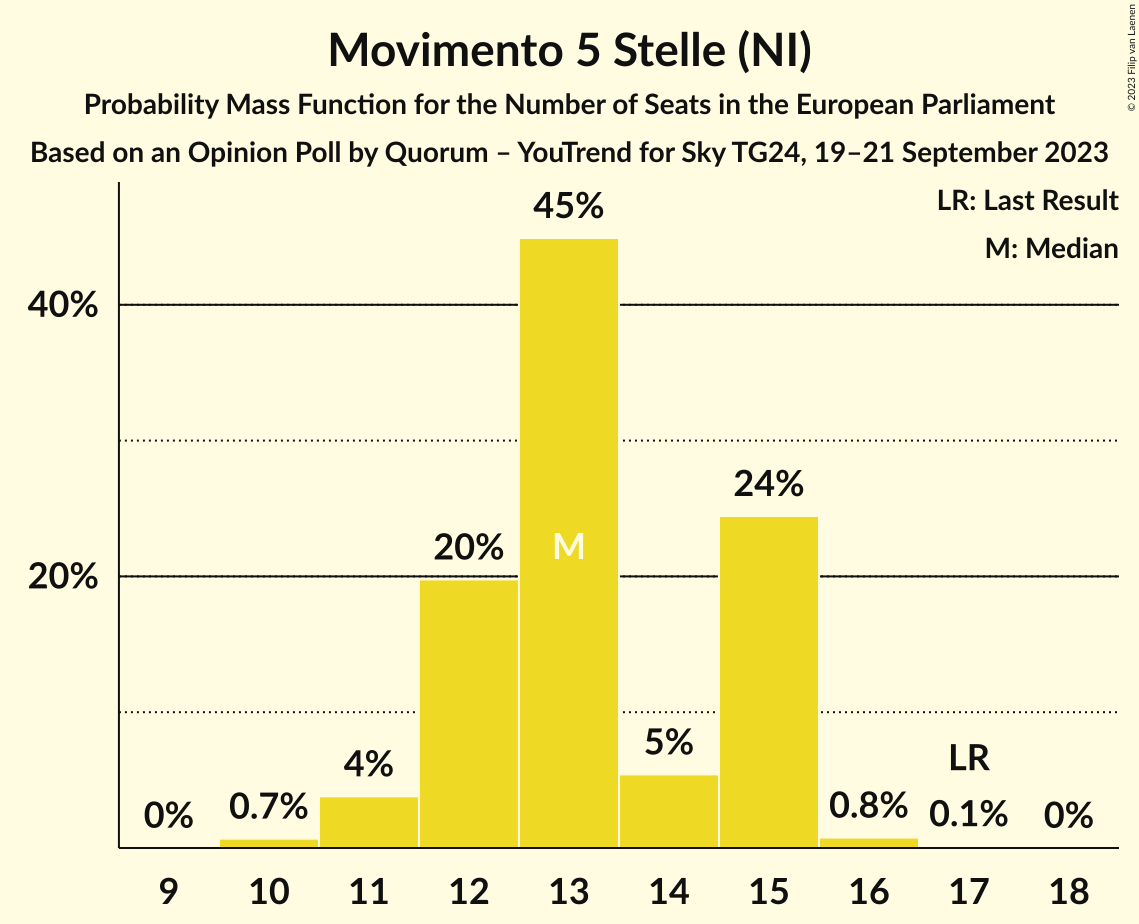 Movimento 5 Stelle (NI)
Probability Mass Function for the Number of Seats in the European Parliament
Based on an Opinion Poll by Quorum – YouTrend for Sky TG24, 19–21 September 2023
© 2023 Filip van Laenen
LR: Last Result
M: Median
45%
40%
24%
20%
M
20%
5%
4%
LR
0%
0.7%
0.8%
0.1%
0%
9 10 11 12 13 14 15 16 17 18